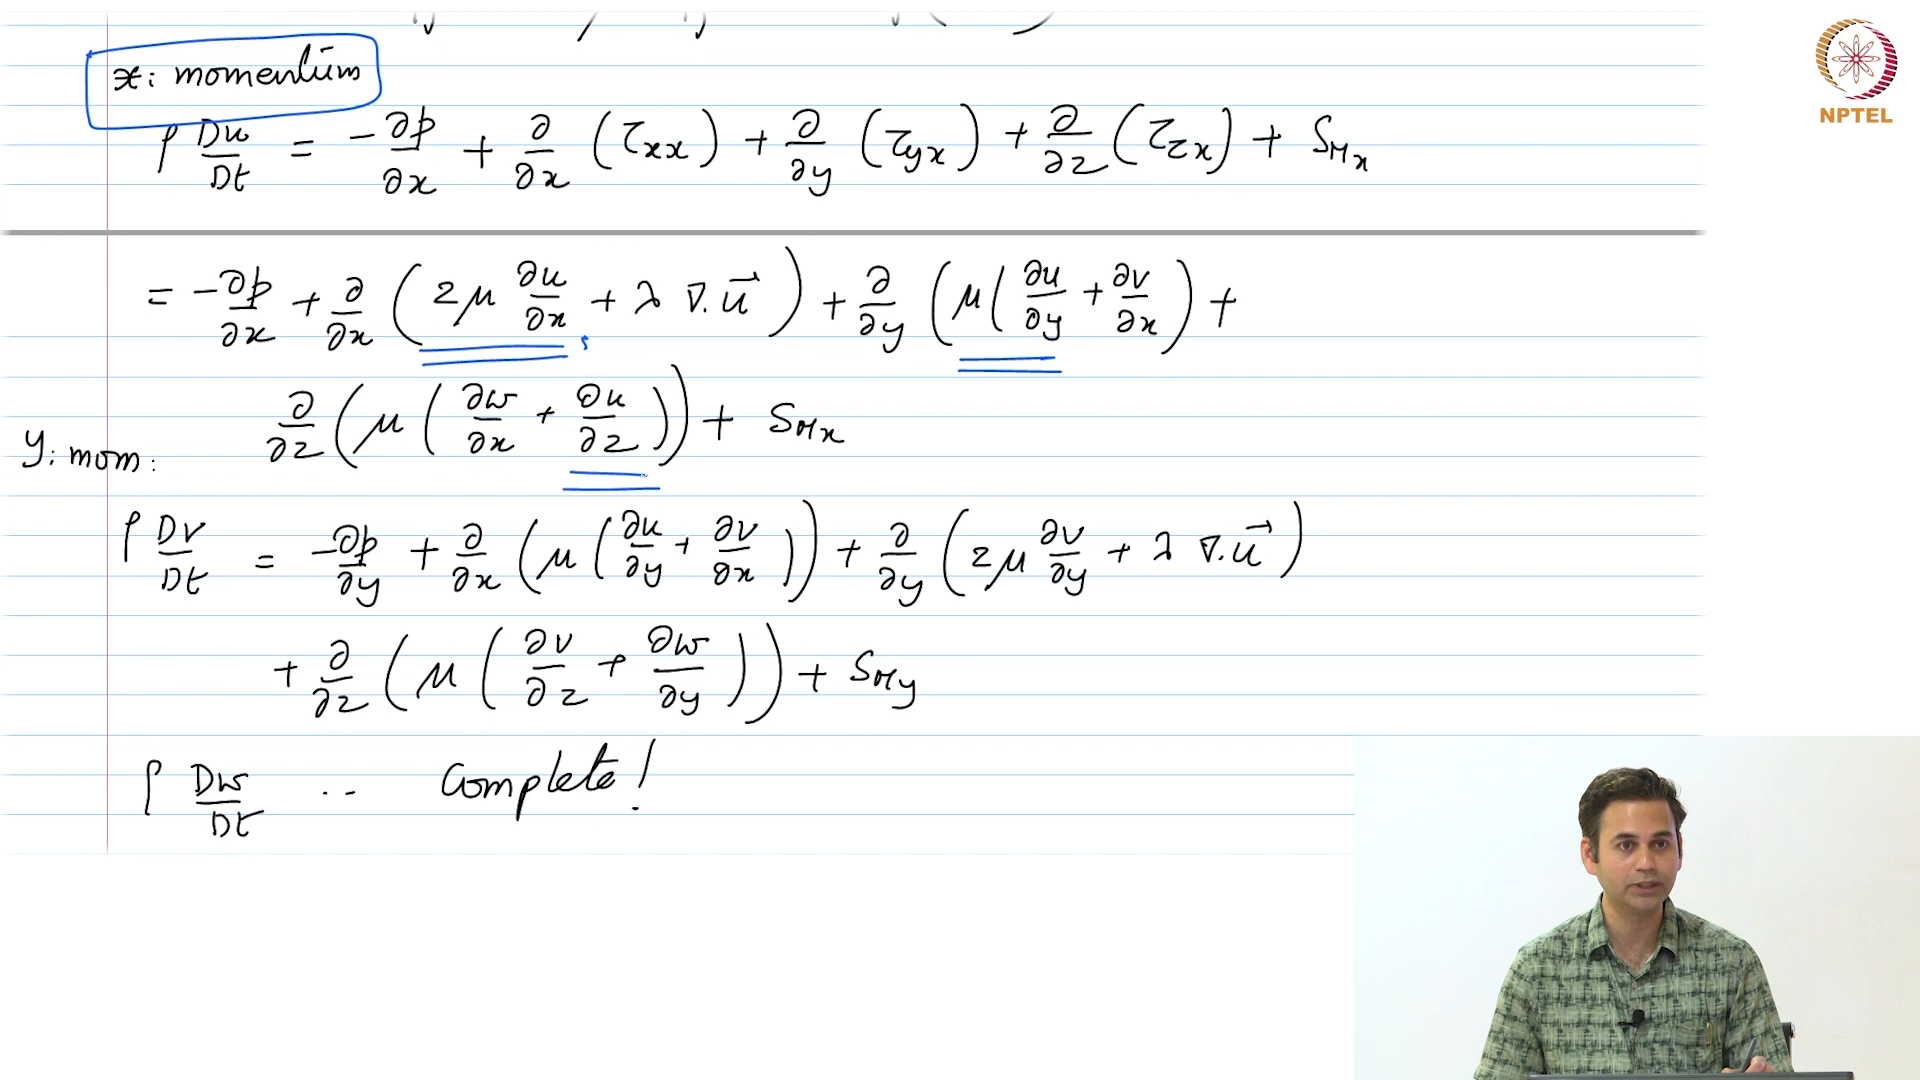 x: momentum
NPTEL
ρ Du/Dt = -∂p/∂x + ∂/∂x (τxx) + ∂/∂y (τyx) + ∂/∂z (τzx) + SMx
= -∂p/∂x + ∂/∂x (2μ ∂u/∂x + λ ∇.u⃗) + ∂/∂y (μ(∂u/∂y + ∂v/∂x) +
∂/∂z (μ (∂w/∂x + ∂u/∂z)) + SMx
y: mom:
ρ Dv/Dt = -∂p/∂y + ∂/∂x (μ (∂u/∂y + ∂v/∂x)) + ∂/∂y (2μ ∂v/∂y + λ ∇.u⃗)
+ ∂/∂z (μ (∂v/∂z + ∂w/∂y)) + SMy
ρ Dw/Dt .. Complete!